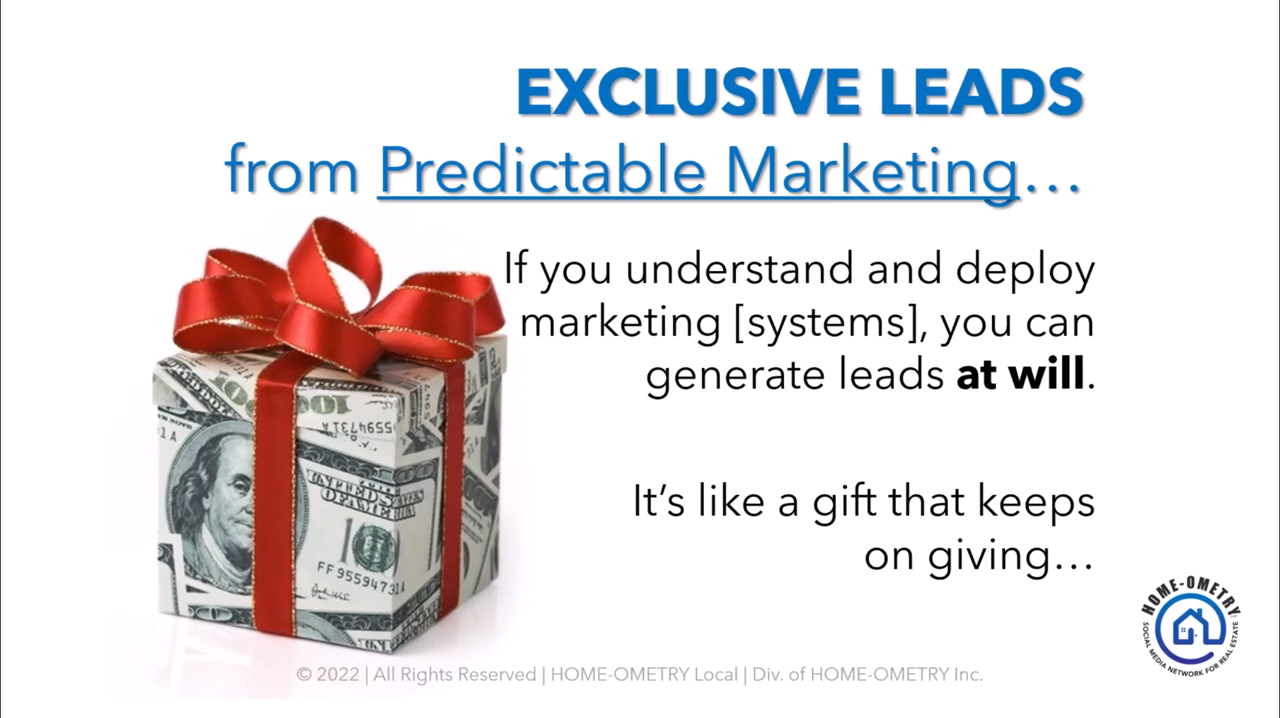 EXCLUSIVE LEADS
from Predictable Marketing...
If you understand and deploy
marketing [systems], you can
generate leads at will.
It's like a gift that keeps
on giving...
HOME-OMETRY
SOCIAL MEDIA NETWORK FOR REAL ESTATE
FF95594731A
© 2022 | All Rights Reserved | HOME-OMETRY Local | Div. of HOME-OMETRY Inc.